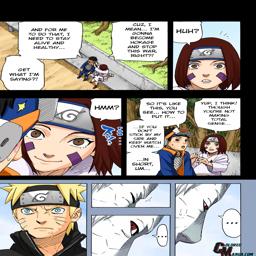 AND FOR ME
TO DO THAT, I
NEED TO STAY
ALIVE AND
HEALTHY...
CUZ, I
MEAN... I'M
GONNA
BECOME
HOKAGE AND
STOP THIS
WAR,
RIGHT?!
GET
WHAT I'M
SAYING?!
HUH?
HMM?
SO IT'S LIKE
THIS, YOU
SEE... HOW
TO PUT IT...
IF YOU
DON'T STICK
BY MY SIDE
AND KEEP
WATCH OVER
ME...
...IN
SHORT,
UM...
YUP, I THINK!
THOUGH
YOU'RE NOT
MAKING
TOTAL
SENSE...
...
...